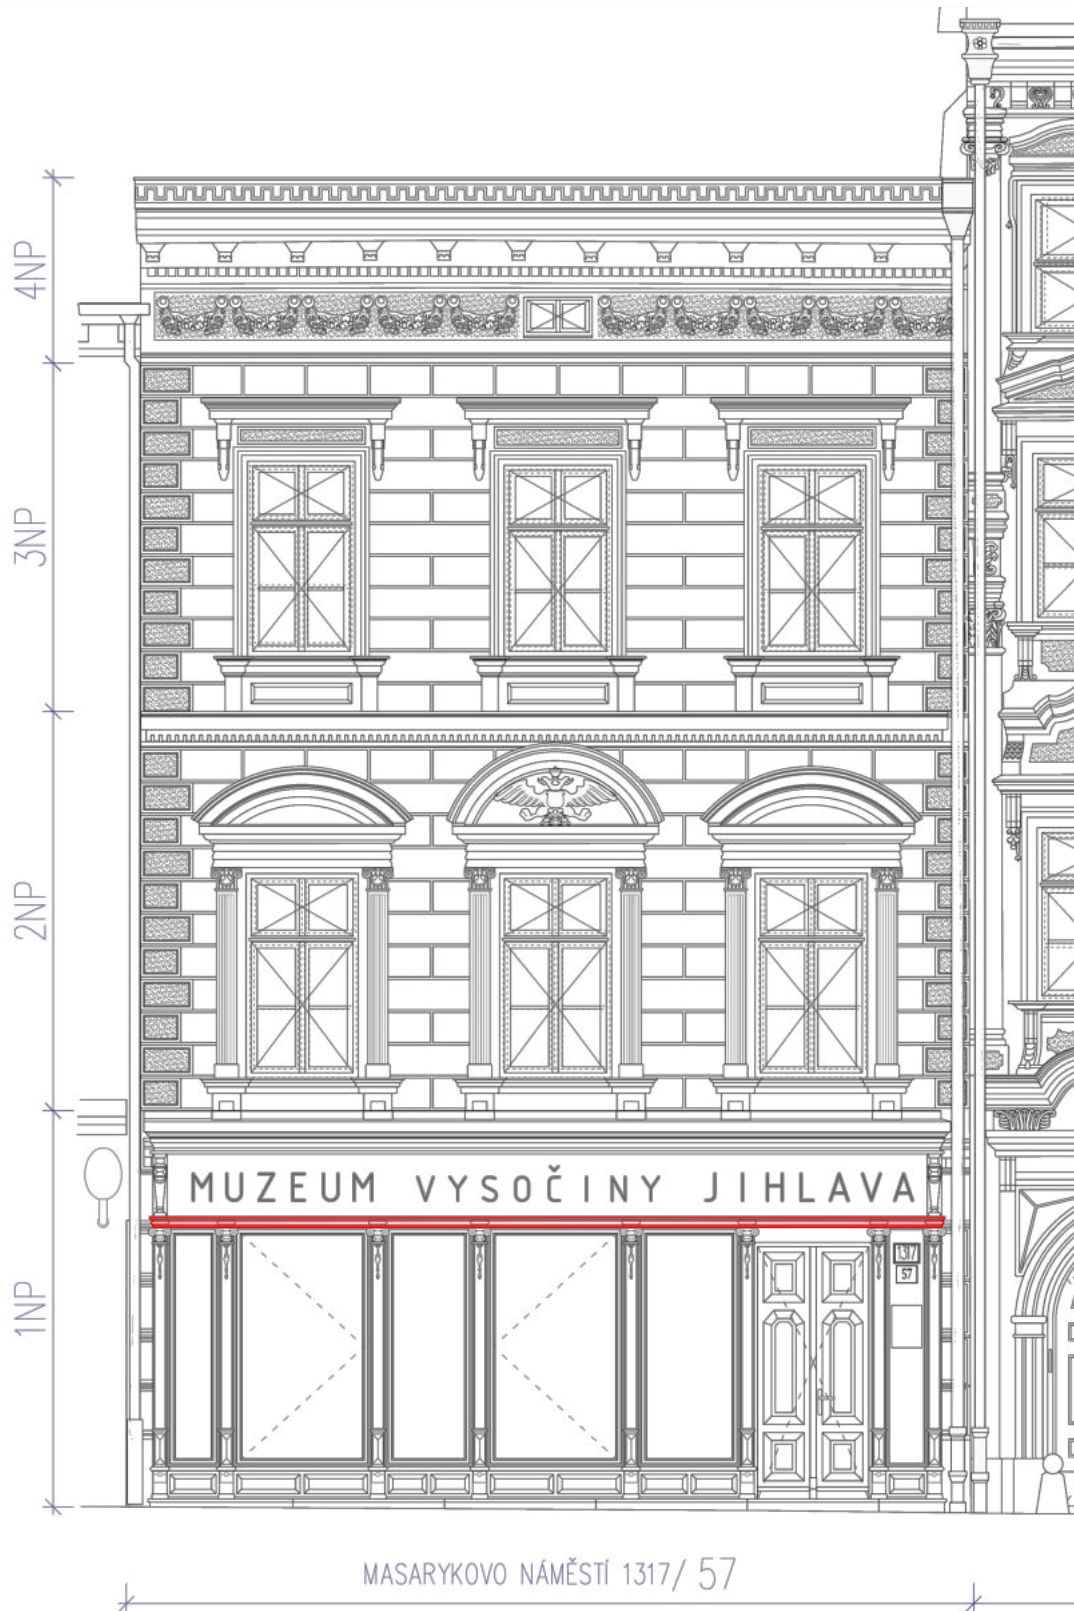 4NP
3NP
2NP
MUZEUM VYSOČINY JIHLAVA
1317
57
1NP
MASARYKOVO NÁMĚSTÍ 1317/ 57